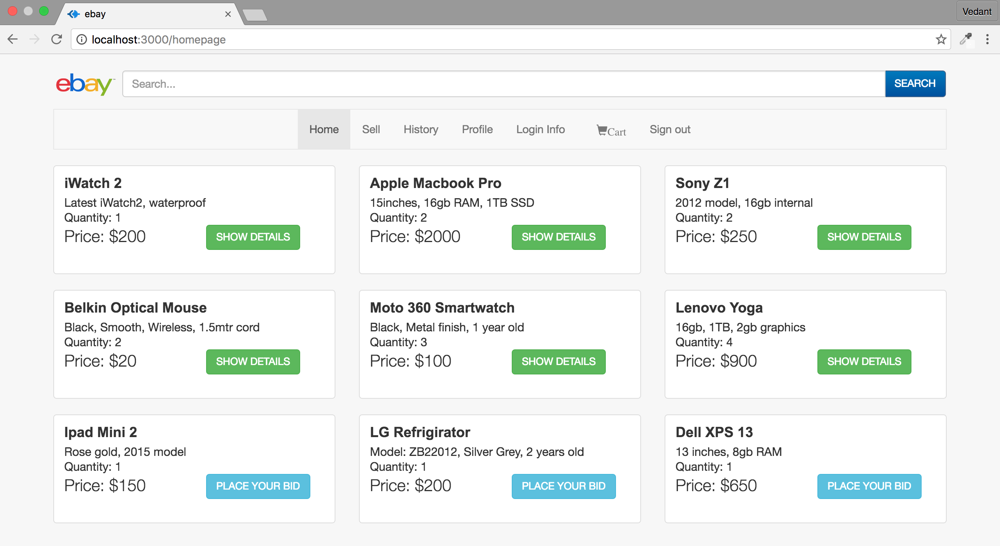 ebay
Vedant
localhost:3000/homepage
ebay™
Search...
SEARCH
Home
Sell
History
Profile
Login Info
Cart
Sign out
iWatch 2
Latest iWatch2, waterproof
Quantity: 1
Price: $200
SHOW DETAILS
Apple Macbook Pro
15inches, 16gb RAM, 1TB SSD
Quantity: 2
Price: $2000
SHOW DETAILS
Sony Z1
2012 model, 16gb internal
Quantity: 2
Price: $250
SHOW DETAILS
Belkin Optical Mouse
Black, Smooth, Wireless, 1.5mtr cord
Quantity: 2
Price: $20
SHOW DETAILS
Moto 360 Smartwatch
Black, Metal finish, 1 year old
Quantity: 3
Price: $100
SHOW DETAILS
Lenovo Yoga
16gb, 1TB, 2gb graphics
Quantity: 4
Price: $900
SHOW DETAILS
Ipad Mini 2
Rose gold, 2015 model
Quantity: 1
Price: $150
PLACE YOUR BID
LG Refrigirator
Model: ZB22012, Silver Grey, 2 years old
Quantity: 1
Price: $200
PLACE YOUR BID
Dell XPS 13
13 inches, 8gb RAM
Quantity: 1
Price: $650
PLACE YOUR BID